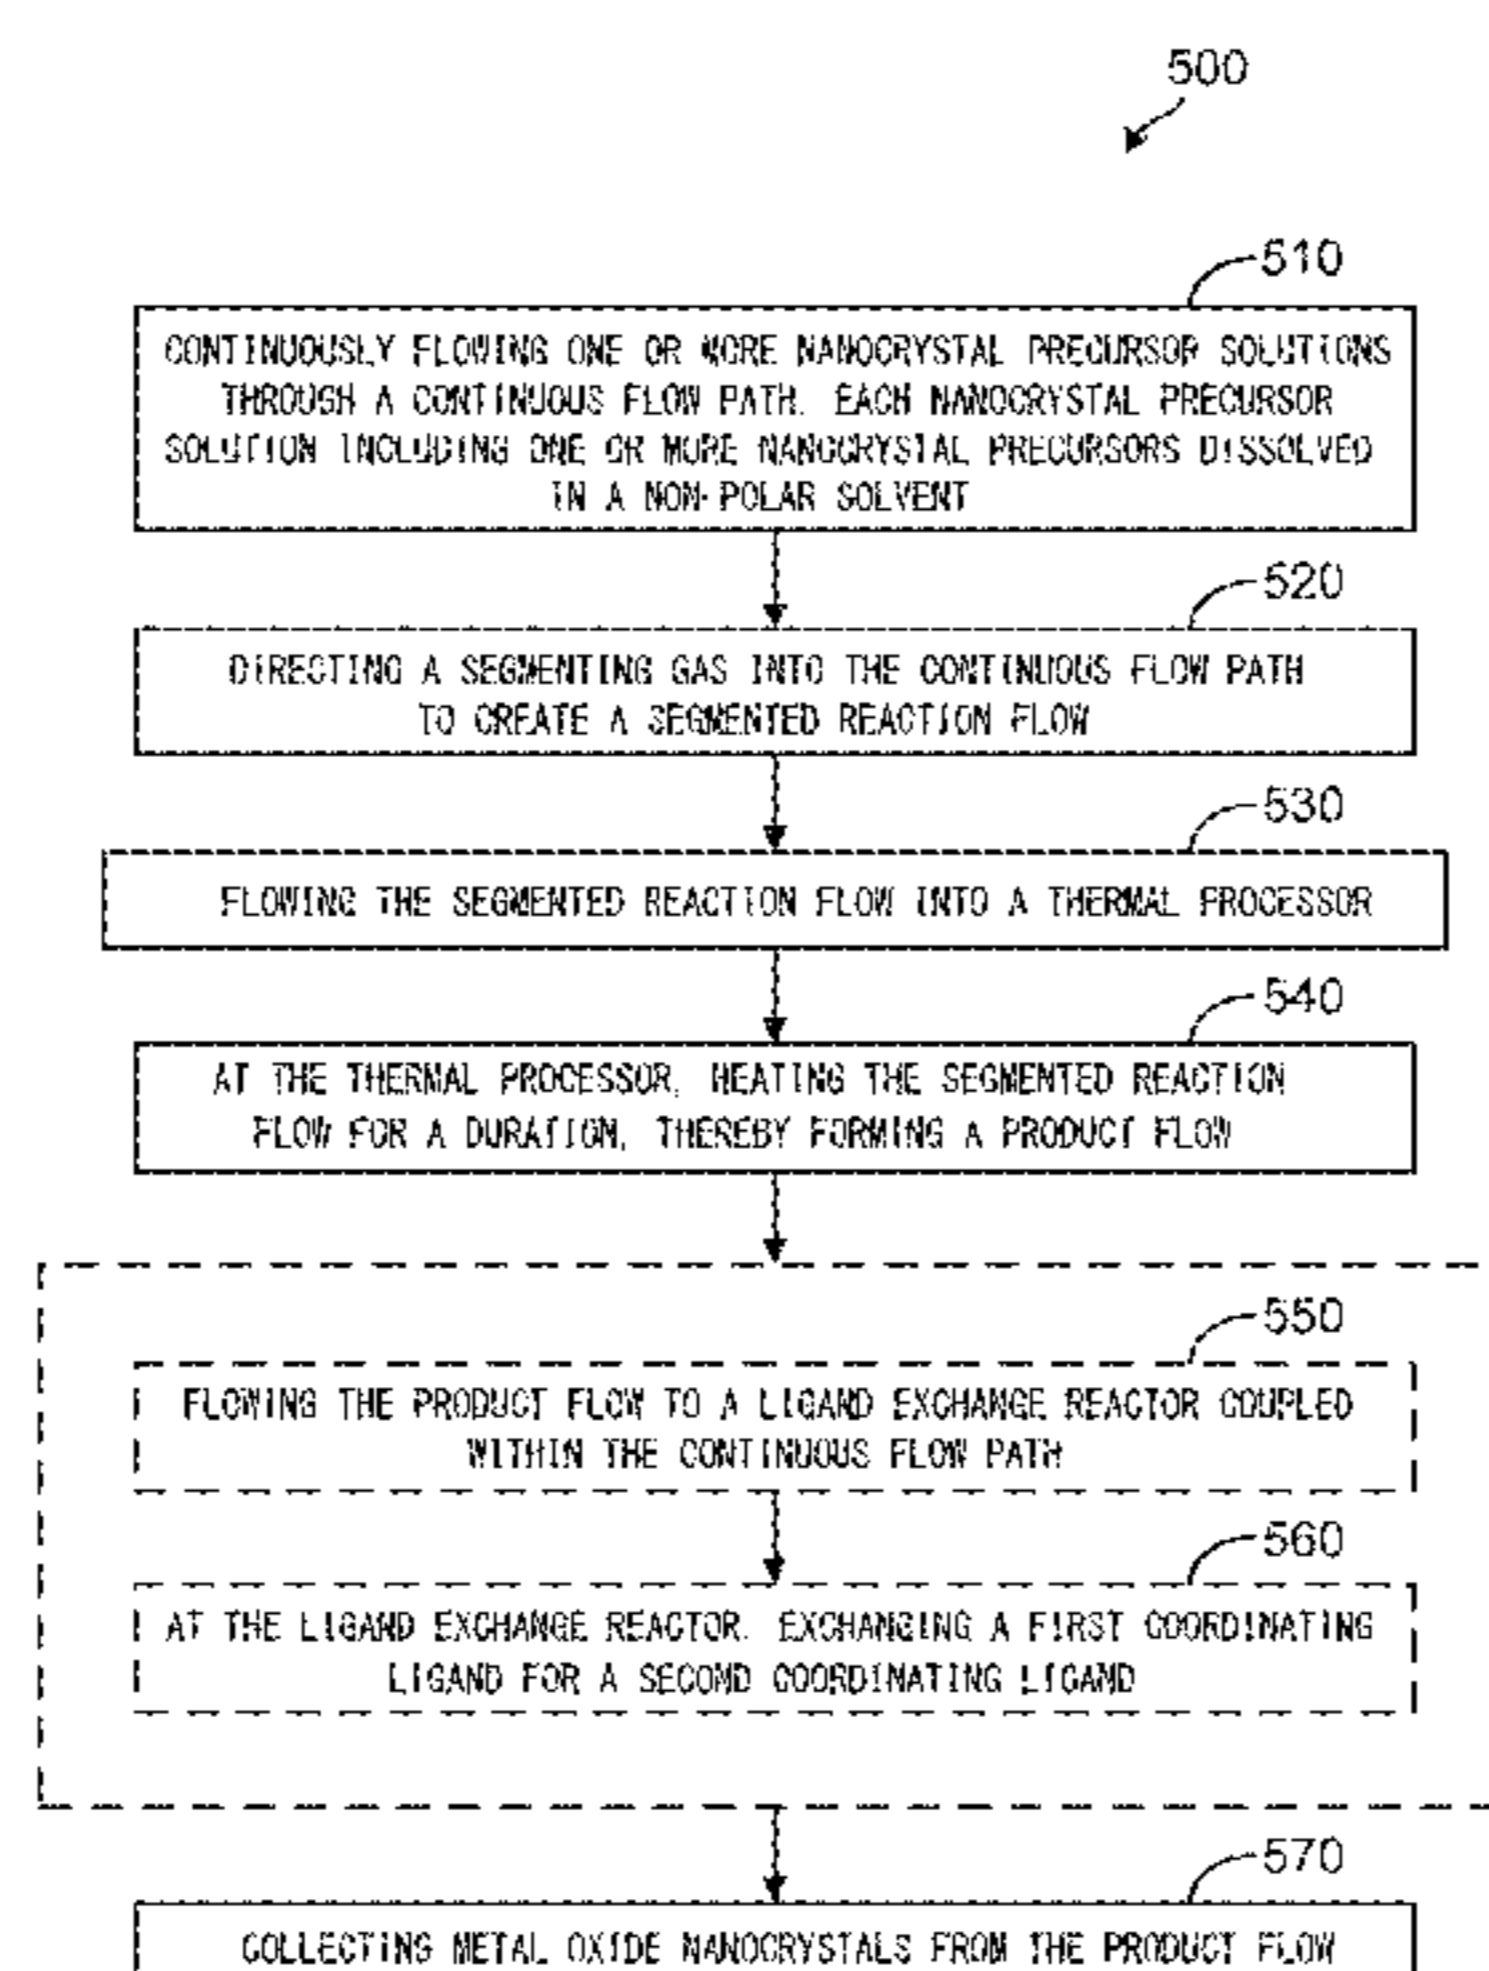 500
510
CONTINUOUSLY FLOWING ONE OR MORE NANOCRYSTAL PRECURSOR SOLUTIONS
THROUGH A CONTINUOUS FLOW PATH, EACH NANOCRYSTAL PRECURSOR
SOLUTION INCLUDING ONE OR MORE NANOCRYSTAL PRECURSORS DISSOLVED
IN A NON-POLAR SOLVENT
520
DIRECTING A SEGMENTING GAS INTO THE CONTINUOUS FLOW PATH
TO CREATE A SEGMENTED REACTION FLOW
530
FLOWING THE SEGMENTED REACTION FLOW INTO A THERMAL PROCESSOR
540
AT THE THERMAL PROCESSOR, HEATING THE SEGMENTED REACTION
FLOW FOR A DURATION, THEREBY FORMING A PRODUCT FLOW
550
FLOWING THE PRODUCT FLOW TO A LIGAND EXCHANGE REACTOR COUPLED
WITHIN THE CONTINUOUS FLOW PATH
560
AT THE LIGAND EXCHANGE REACTOR, EXCHANGING A FIRST COORDINATING
LIGAND FOR A SECOND COORDINATING LIGAND
570
COLLECTING METAL OXIDE NANOCRYSTALS FROM THE PRODUCT FLOW